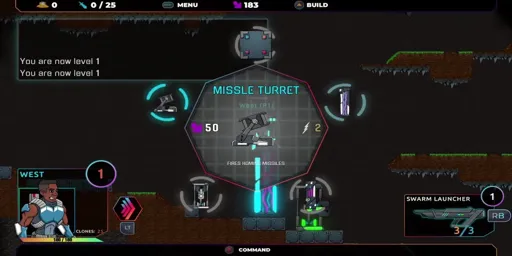 0
0 / 25
MENU
183
BUILD
You are now level 1
You are now level 1
MISSLE TURRET
50
2
FIRES HOMING MISSILES
WEST
1
CLONES: 23
LT
SWARM LAUNCHER
1
3/3
RB
COMMAND